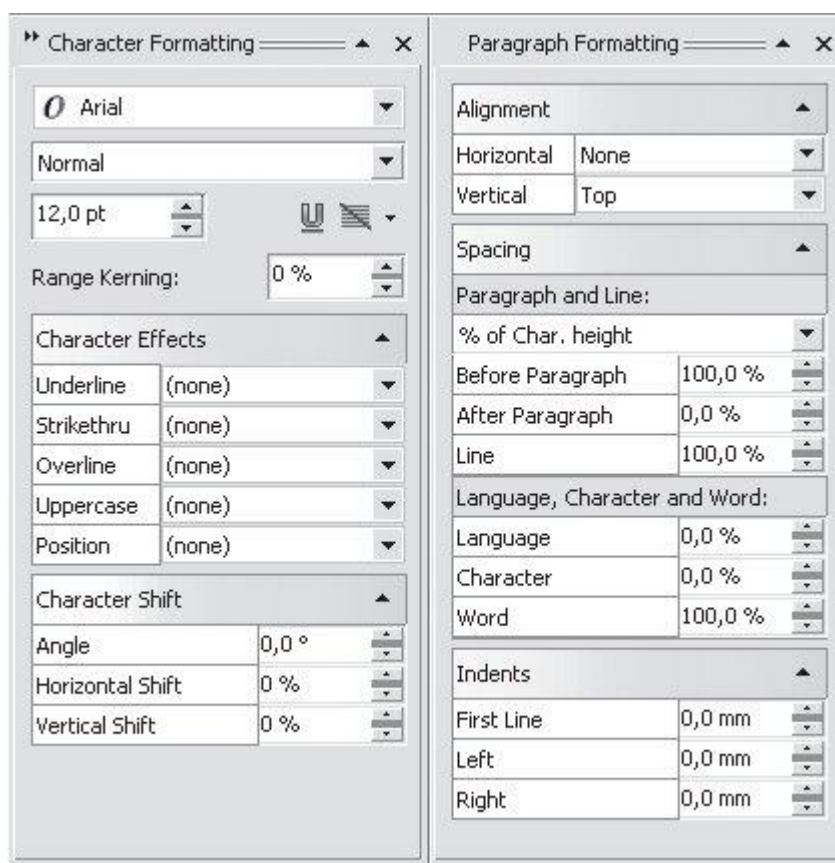 Character Formatting
O Arial
Normal
12,0 pt U
Range Kerning: 0 %
Character Effects
Underline (none)
Strikethru (none)
Overline (none)
Uppercase (none)
Position (none)
Character Shift
Angle 0,0 °
Horizontal Shift 0 %
Vertical Shift 0 %
Paragraph Formatting
Alignment
Horizontal None
Vertical Top
Spacing
Paragraph and Line:
% of Char. height
Before Paragraph 100,0 %
After Paragraph 0,0 %
Line 100,0 %
Language, Character and Word:
Language 0,0 %
Character 0,0 %
Word 100,0 %
Indents
First Line 0,0 mm
Left 0,0 mm
Right 0,0 mm